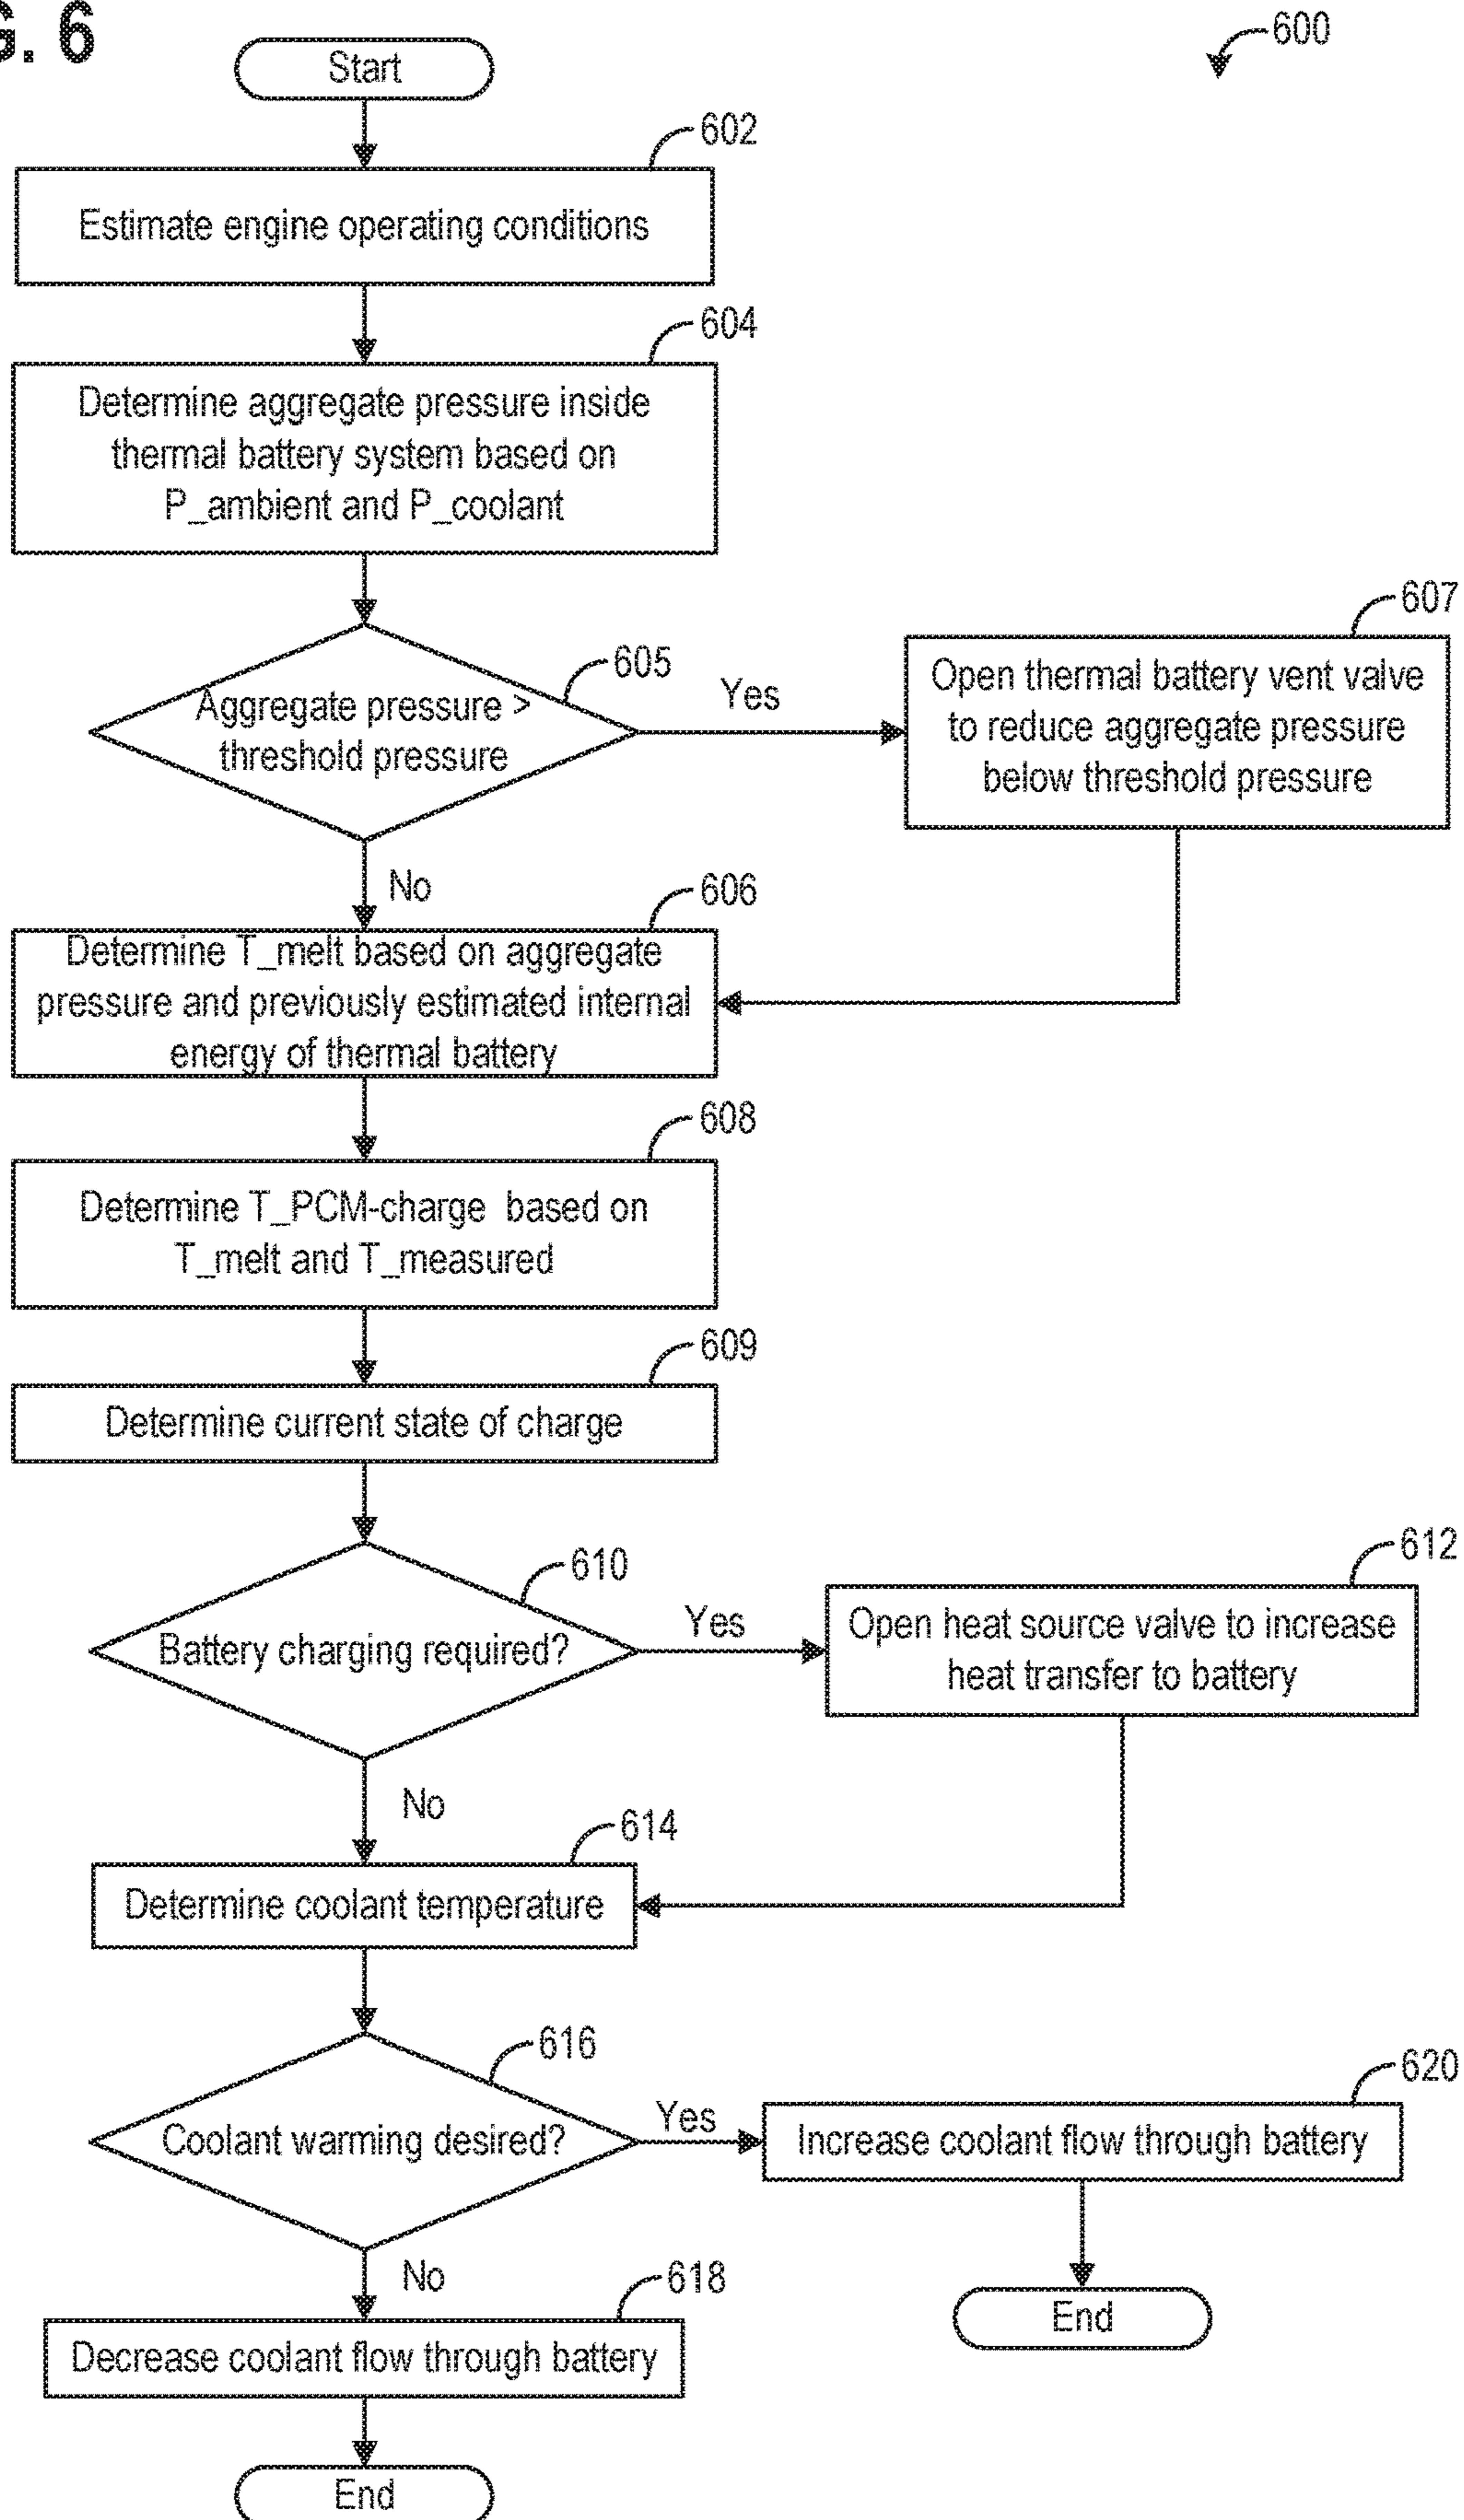 G. 6
600
Start
602
Estimate engine operating conditions
604
Determine aggregate pressure inside
thermal battery system based on
P_ambient and P_coolant
605
Aggregate pressure >
threshold pressure
Yes
607
Open thermal battery vent valve
to reduce aggregate pressure
below threshold pressure
No
606
Determine T_melt based on aggregate
pressure and previously estimated internal
energy of thermal battery
608
Determine T_PCM-charge based on
T_melt and T_measured
609
Determine current state of charge
610
Battery charging required?
Yes
612
Open heat source valve to increase
heat transfer to battery
No
614
Determine coolant temperature
616
Coolant warming desired?
Yes
620
Increase coolant flow through battery
End
No
618
Decrease coolant flow through battery
End